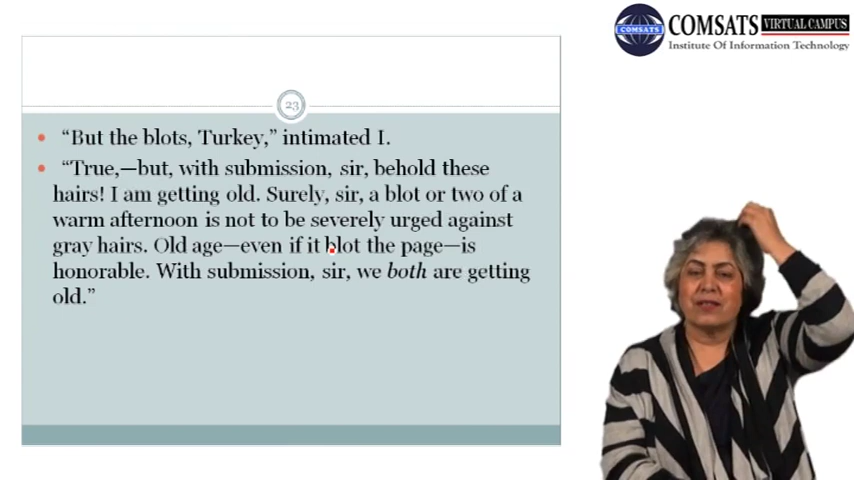 COMSATS VIRTUAL CAMPUS
COMSATS
Institute Of Information Technology
23
“But the blots, Turkey,” intimated I.
“True,—but, with submission, sir, behold these
hairs! I am getting old. Surely, sir, a blot or two of a
warm afternoon is not to be severely urged against
gray hairs. Old age—even if it blot the page—is
honorable. With submission, sir, we both are getting
old.”